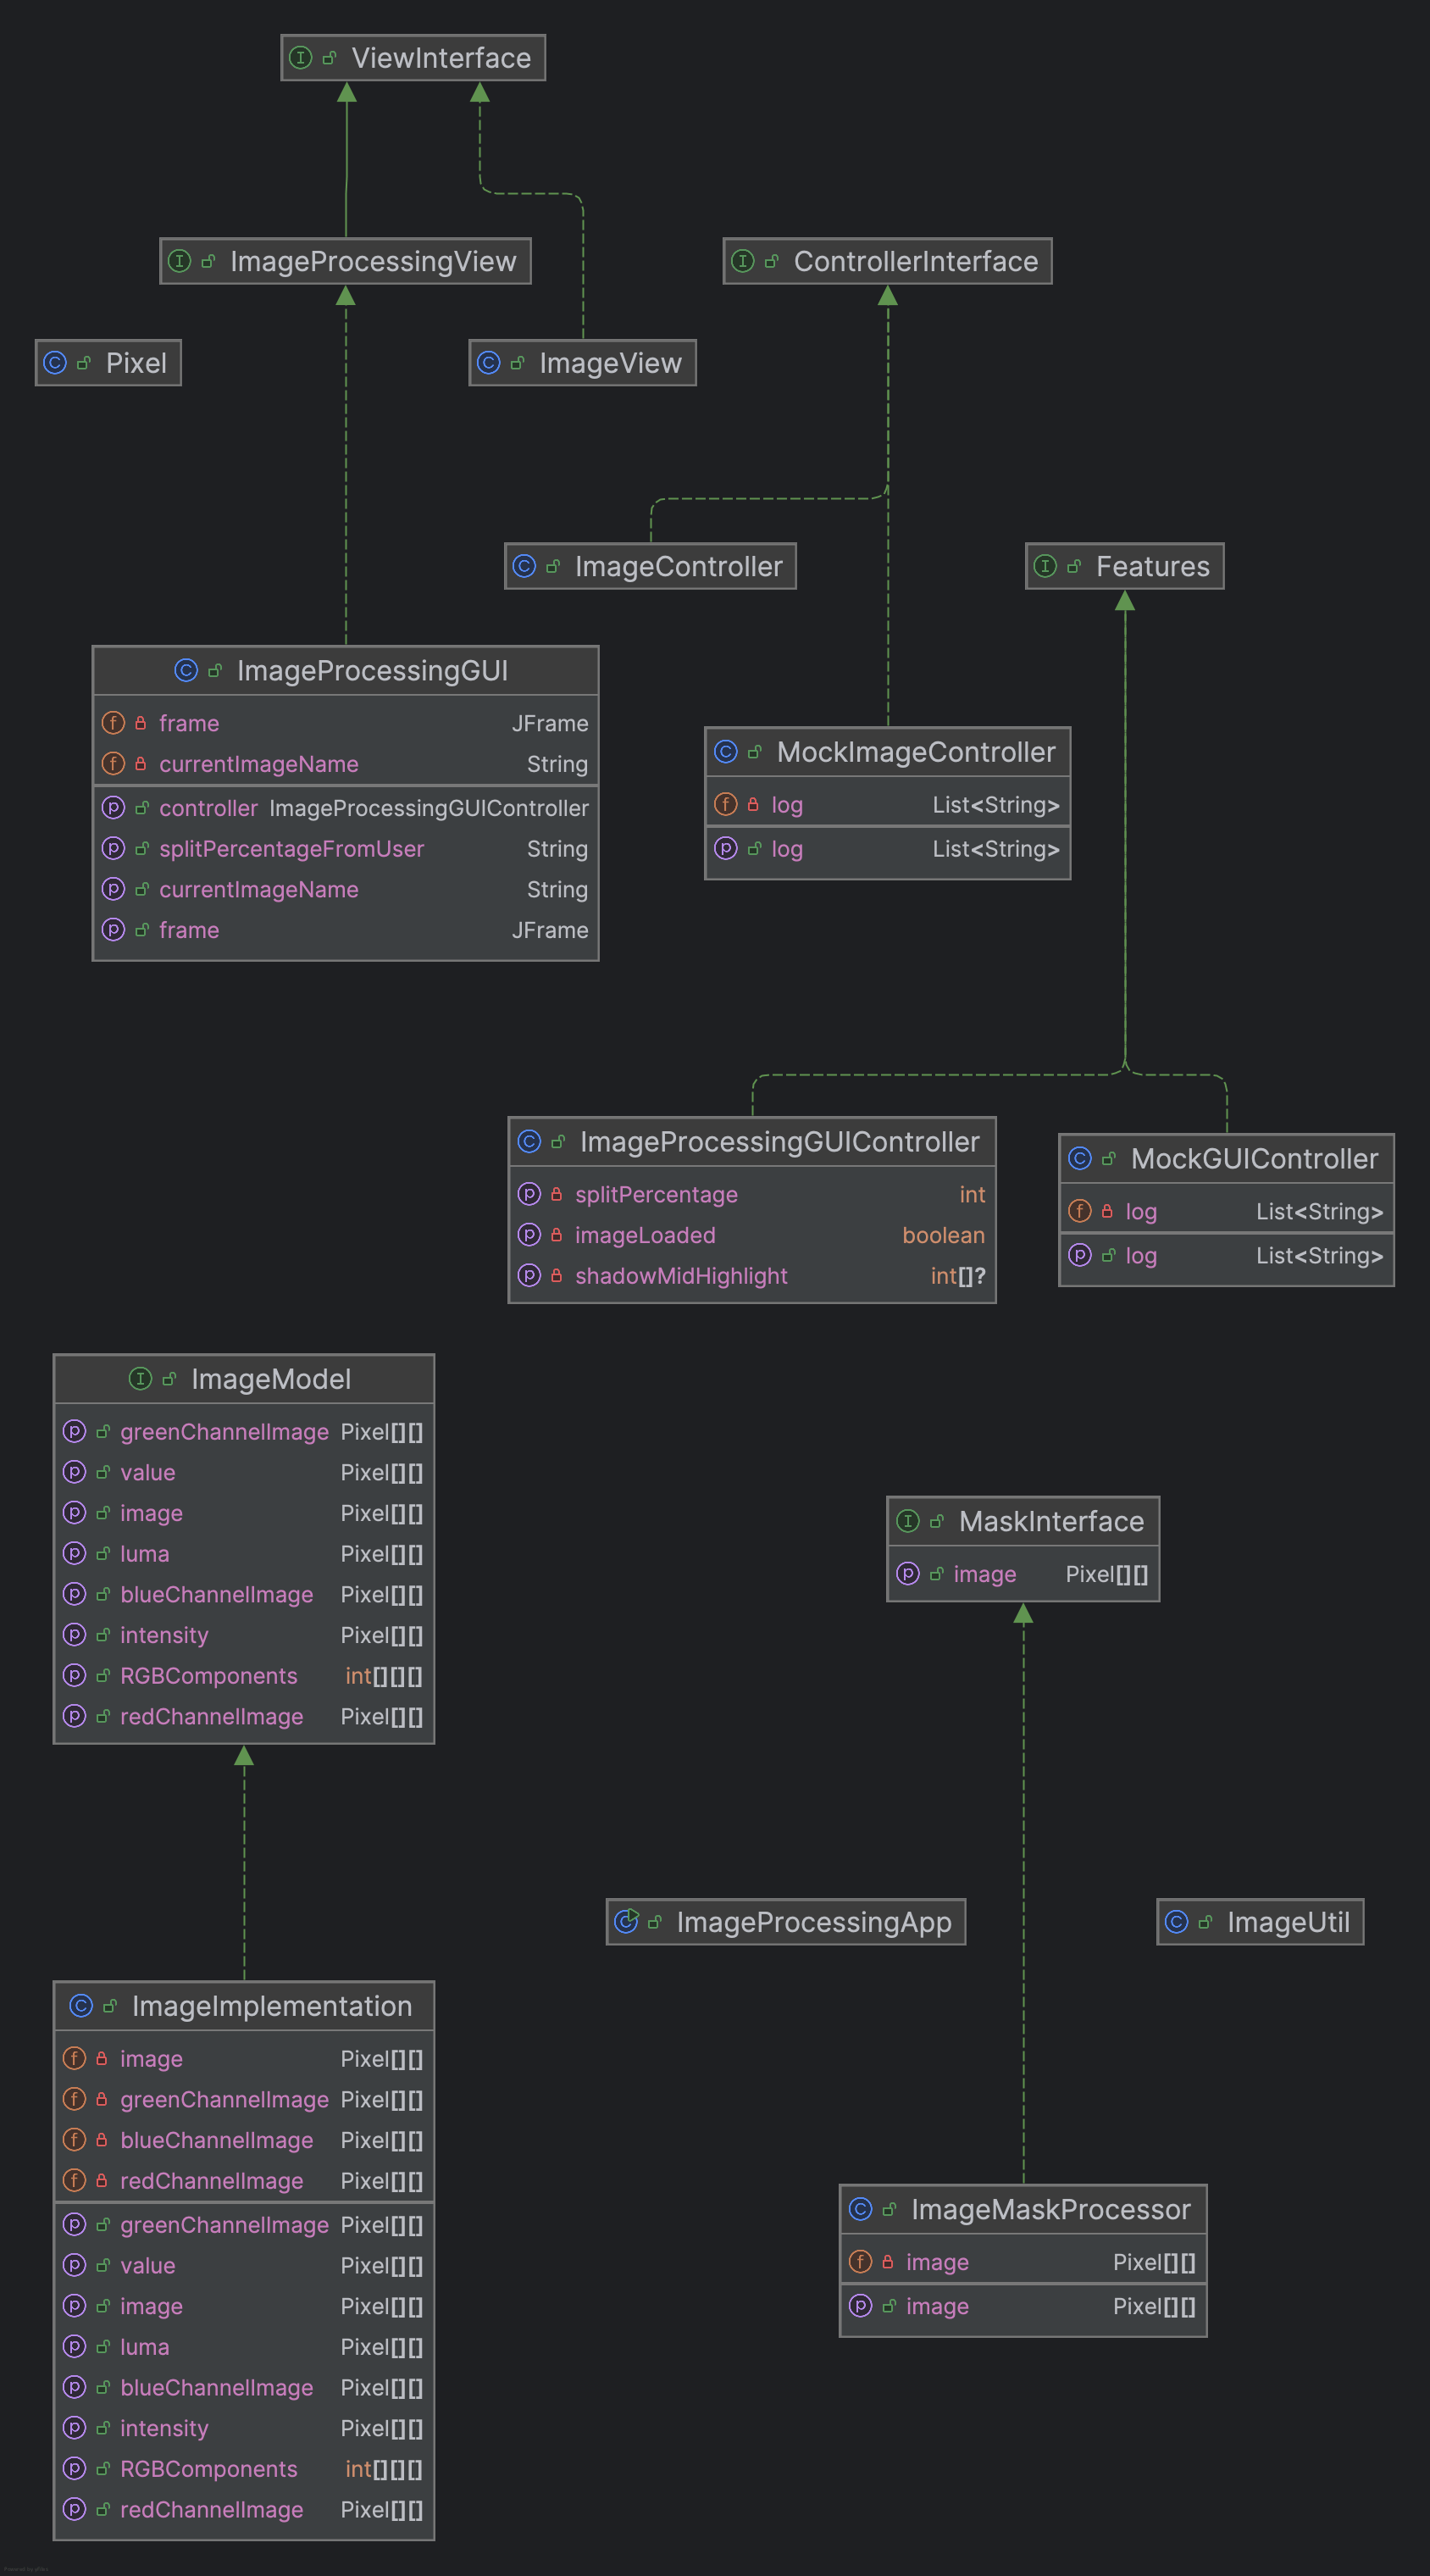 ViewInterface
ImageProcessingView
ControllerInterface
Pixel
ImageView
ImageController
Features
ImageProcessingGUI
frame JFrame
currentImageName String
controller ImageProcessingGUIController
splitPercentageFromUser String
currentImageName String
frame JFrame
MockImageController
log List<String>
log List<String>
ImageProcessingGUIController
splitPercentage int
imageLoaded boolean
shadowMidHighlight int[]?
MockGUIController
log List<String>
log List<String>
ImageModel
greenChannelImage Pixel[][]
value Pixel[][]
image Pixel[][]
luma Pixel[][]
blueChannelImage Pixel[][]
intensity Pixel[][]
RGBComponents int[][][]
redChannelImage Pixel[][]
MaskInterface
image Pixel[][]
ImageProcessingApp
ImageUtil
ImageImplementation
image Pixel[][]
greenChannelImage Pixel[][]
blueChannelImage Pixel[][]
redChannelImage Pixel[][]
greenChannelImage Pixel[][]
value Pixel[][]
image Pixel[][]
luma Pixel[][]
blueChannelImage Pixel[][]
intensity Pixel[][]
RGBComponents int[][][]
redChannelImage Pixel[][]
ImageMaskProcessor
image Pixel[][]
image Pixel[][]
Powered by yFiles